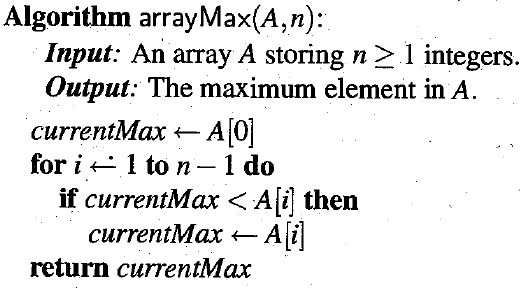 Algorithm arrayMax(A, n):
Input: An array A storing n ≥ 1 integers.
Output: The maximum element in A.
currentMax ← A[0]
for i ← 1 to n − 1 do
if currentMax < A[i] then
currentMax ← A[i]
return currentMax